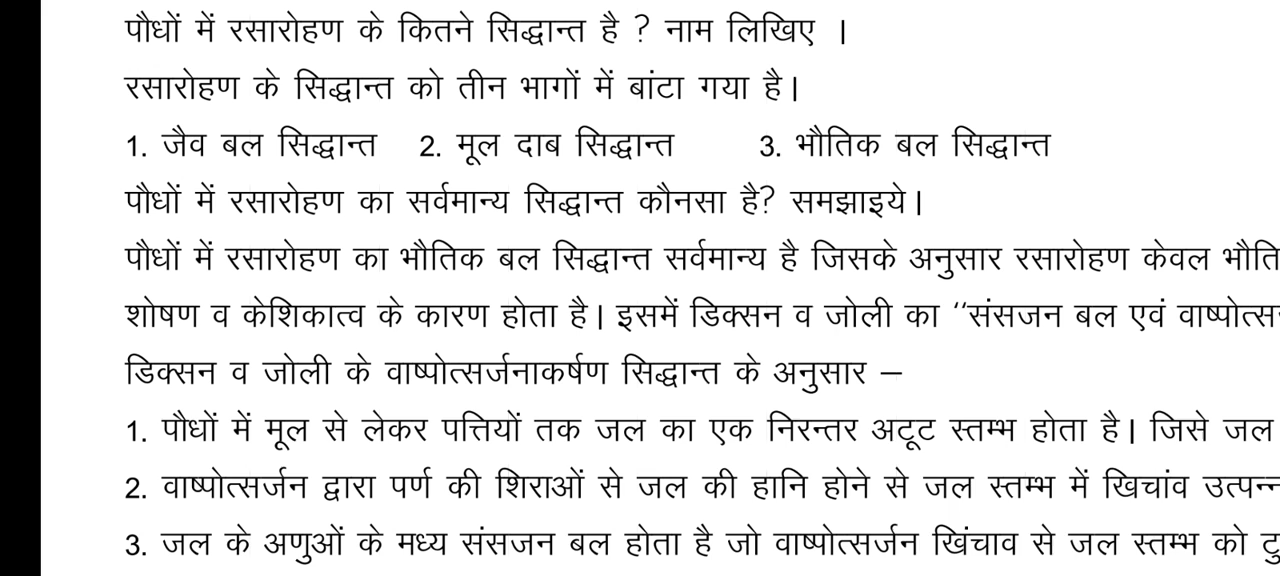 पौधों में रसारोहण के कितने सिद्धान्त है ? नाम लिखिए ।
रसारोहण के सिद्धान्त को तीन भागों में बांटा गया है।
1. जैव बल सिद्धान्त 2. मूल दाब सिद्धान्त 3. भौतिक बल सिद्धान्त
पौधों में रसारोहण का सर्वमान्य सिद्धान्त कौनसा है? समझाइये।
पौधों में रसारोहण का भौतिक बल सिद्धान्त सर्वमान्य है जिसके अनुसार रसारोहण केवल
शोषण व केशिकात्व के कारण होता है। इसमें डिक्सन व जोली का ‘‘संसजन बल एवं
डिक्सन व जोली के वाष्पोत्सर्जनाकर्षण सिद्धान्त के अनुसार –
1. पौधों में मूल से लेकर पत्तियों तक जल का एक निरन्तर अटूट स्तम्भ होता है। जिसे जल
2. वाष्पोत्सर्जन द्वारा पर्ण की शिराओं से जल की हानि होने से जल स्तम्भ में खिचांव
3. जल के अणुओं के मध्य संसजन बल होता है जो वाष्पोत्सर्जन खिंचाव से जल स्तम्भ को